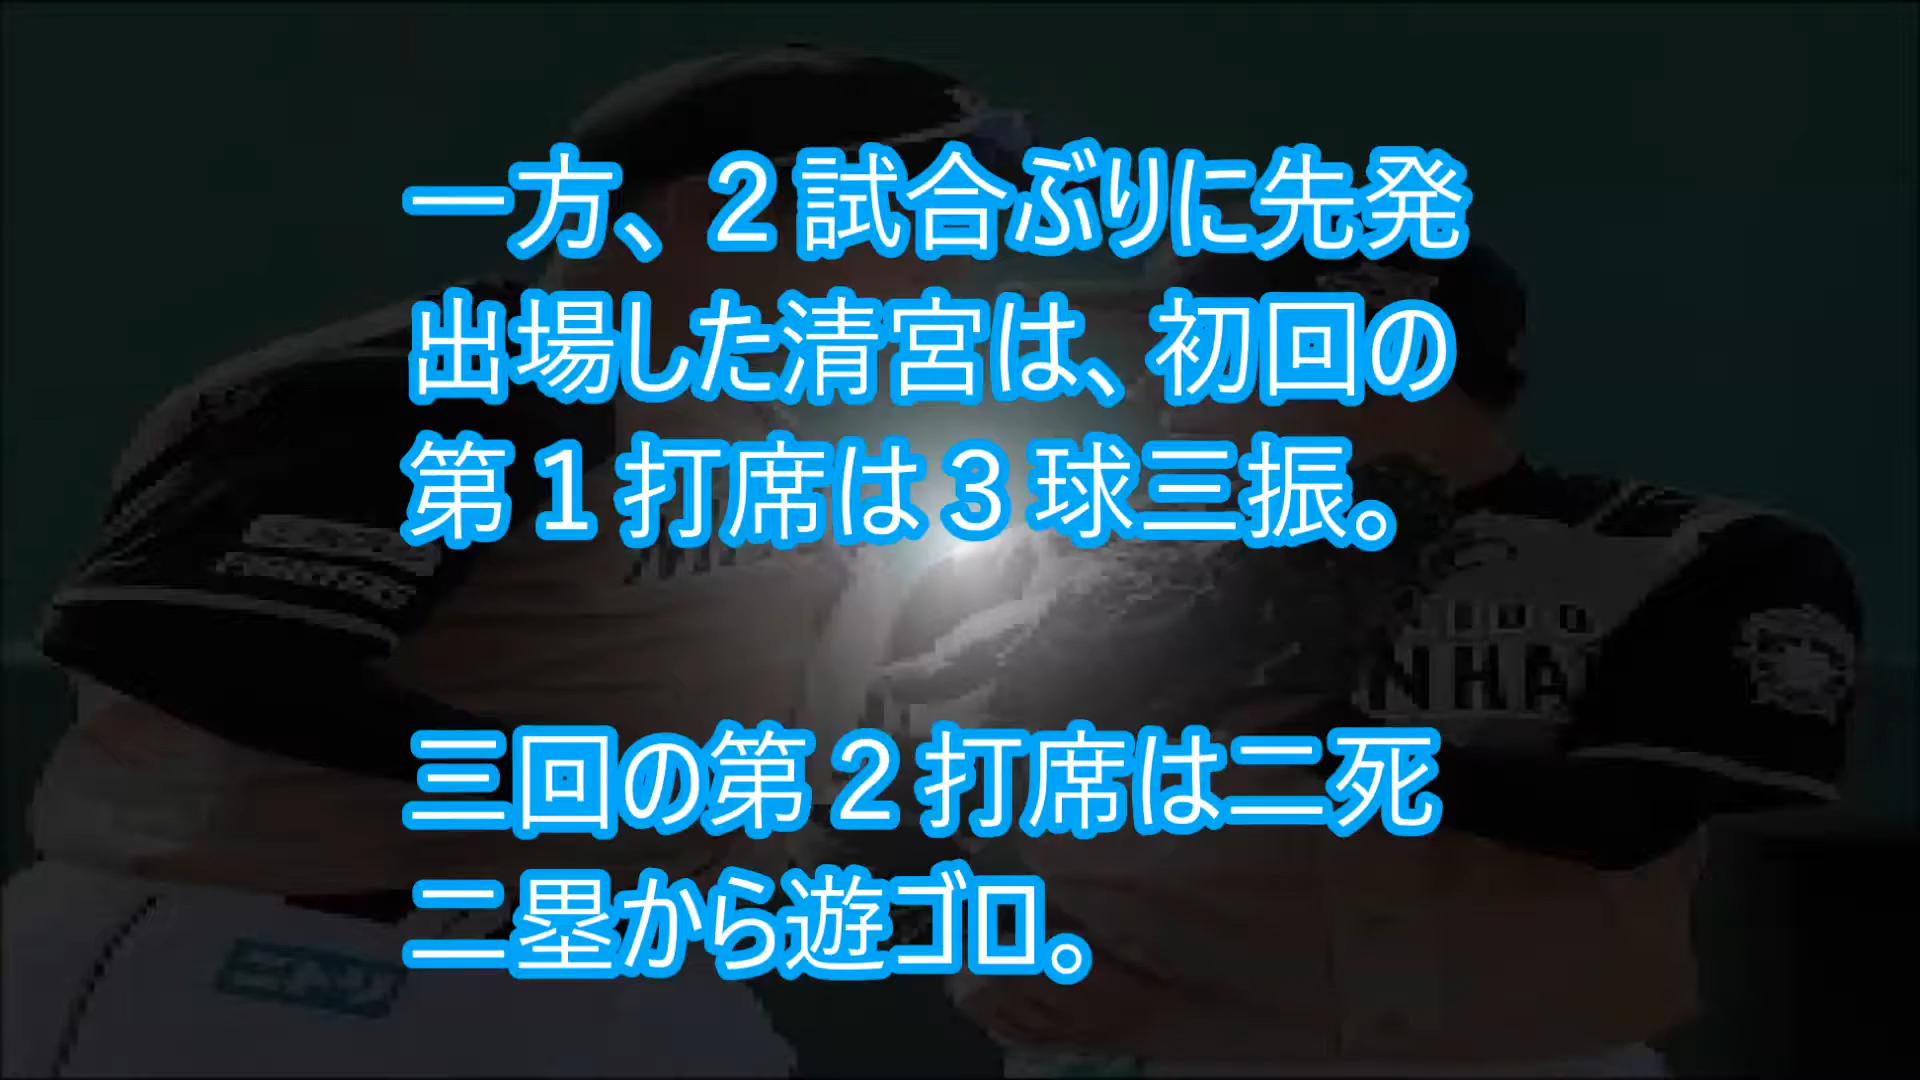 一方、２試合ぶりに先発
出場した清宮は、初回の
第１打席は３球三振。
三回の第２打席は二死
二塁から遊ゴロ。